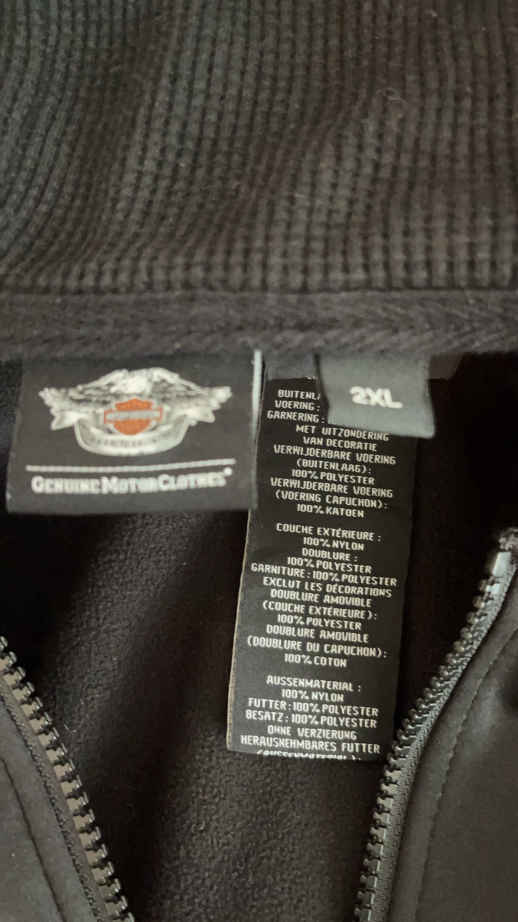 GENUINE MOTORCLOTHES®
2XL
VOERING :
GARNERING :
MET UITZONDERING
VAN DECORATIE
VERWIJDERBARE VOERING
(BUITENLAAG) :
100% POLYESTER
VERWIJDERBARE VOERING
(VOERING CAPUCHON) :
100% KATOEN
COUCHE EXTÉRIEURE :
100% NYLON
DOUBLURE :
100% POLYESTER
GARNITURE : 100% POLYESTER
EXCLUT LES DÉCORATIONS
DOUBLURE AMOVIBLE
(COUCHE EXTÉRIEURE) :
100% POLYESTER
DOUBLURE AMOVIBLE
(DOUBLURE DU CAPUCHON) :
100% COTON
AUSSENMATERIAL :
100% NYLON
FUTTER : 100% POLYESTER
BESATZ : 100% POLYESTER
OHNE VERZIERUNG
HERAUSNEHMBARES FUTTER
(AUSSENMATERIAL) :